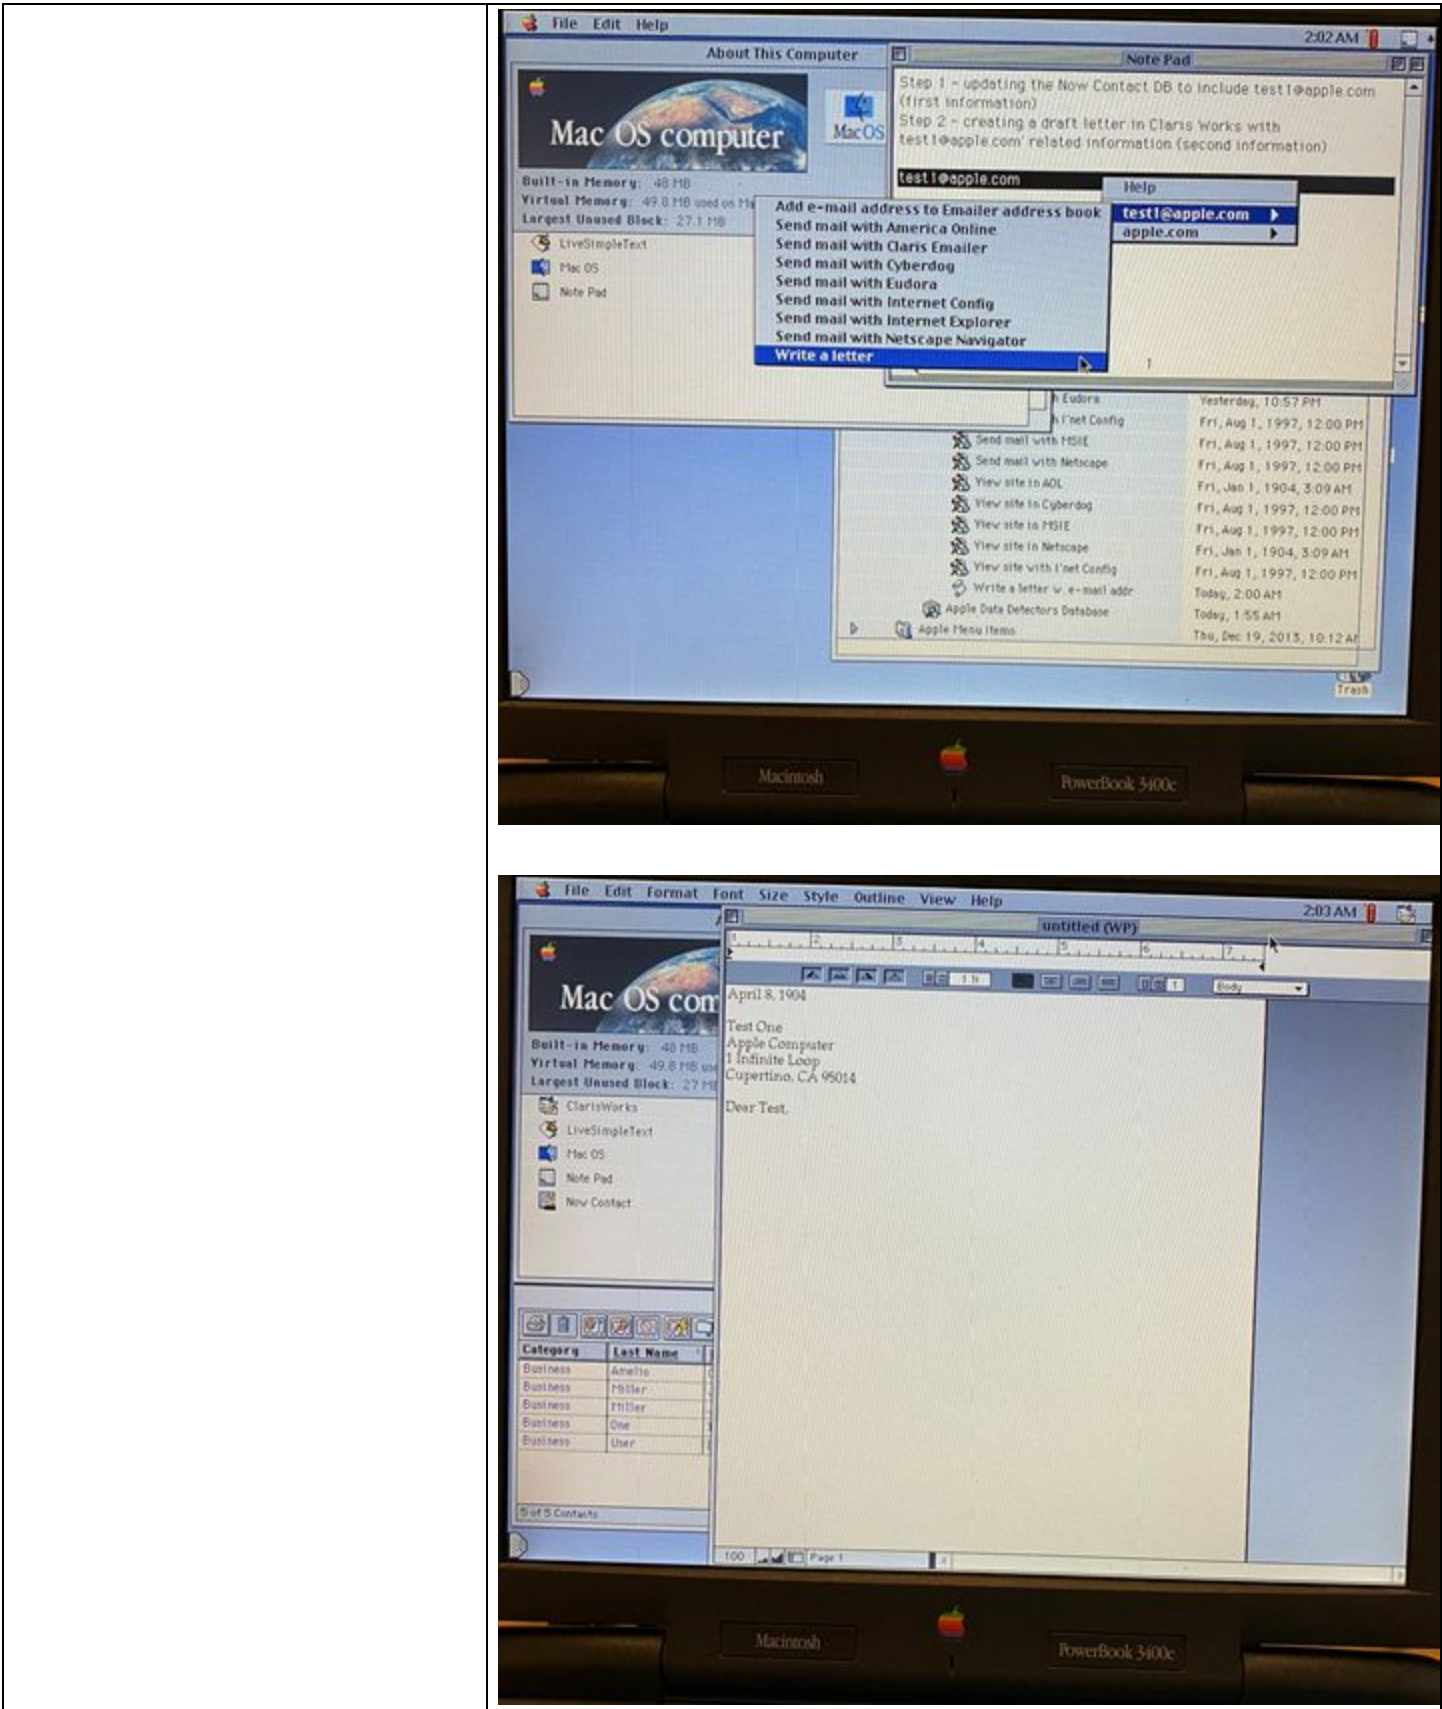 File Edit Help
2:02 AM
About This Computer
Note Pad
Mac OS computer
Mac OS
Step 1 - updating the Now Contact DB to include test1@apple.com
(first information)
Step 2 - creating a draft letter in Claris Works with
test1@apple.com' related information (second information)
test1@apple.com
Built-in Memory: 48 MB
Virtual Memory: 49.8 MB used on Ma
Largest Unused Block: 27.1 MB
LiveSimpleText
Mac OS
Note Pad
Help
test1@apple.com
apple.com
Add e-mail address to Emailer address book
Send mail with America Online
Send mail with Claris Emailer
Send mail with Cyberdog
Send mail with Eudora
Send mail with Internet Config
Send mail with Internet Explorer
Send mail with Netscape Navigator
Write a letter
1
h Eudora Yesterday, 10:57 PM
h I'net Config Fri, Aug 1, 1997, 12:00 PM
Send mail with MSIE Fri, Aug 1, 1997, 12:00 PM
Send mail with Netscape Fri, Aug 1, 1997, 12:00 PM
View site in AOL Fri, Jan 1, 1904, 3:09 AM
View site in Cyberdog Fri, Aug 1, 1997, 12:00 PM
View site in MSIE Fri, Aug 1, 1997, 12:00 PM
View site in Netscape Fri, Jan 1, 1904, 3:09 AM
View site with I'net Config Fri, Aug 1, 1997, 12:00 PM
Write a letter w. e-mail addr Today, 2:00 AM
Apple Data Detectors Database Today, 1:55 AM
Apple Menu Items Thu, Dec 19, 2013, 10:12 AM
Trash
Macintosh
PowerBook 3400c
File Edit Format Font Size Style Outline View Help
2:03 AM
A
untitled (WP)
1 2 3 4 5 6 7
1 li 1 Body
Mac OS com
April 8, 1904
Test One
Apple Computer
1 Infinite Loop
Cupertino, CA 95014
Dear Test,
Built-in Memory: 48 MB
Virtual Memory: 49.8 MB use
Largest Unused Block: 27 MB
ClarisWorks
LiveSimpleText
Mac OS
Note Pad
Now Contact
Category Last Name
Business Amelio
Business Miller
Business Miller
Business One
Business User
5 of 5 Contacts
100 Page 1
Macintosh
PowerBook 3400c